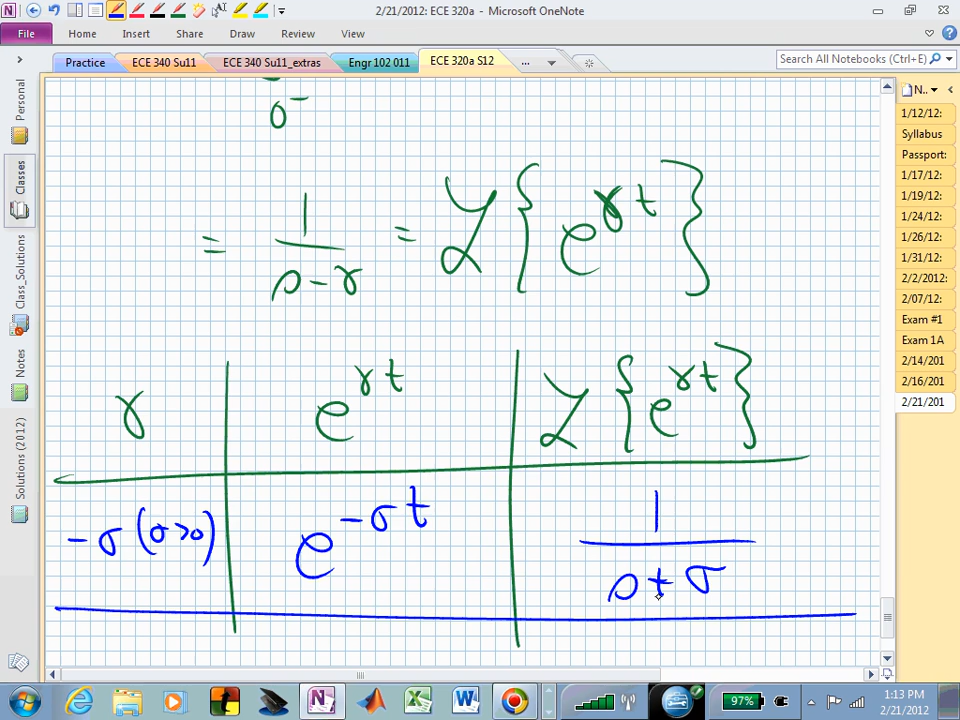 2/21/2012: ECE 320a - Microsoft OneNote
File Home Insert Share Draw Review View
Practice ECE 340 Su11 ECE 340 Su11_extras Engr 102 011 ECE 320a S12 ... Search All Notebooks (Ctrl+E)
N..
Personal
Classes
Class_Solutions
Notes
Solutions (2012)
1/12/12:
Syllabus
Passport:
1/17/12:
1/19/12:
1/24/12:
1/26/12:
1/31/12:
2/2/2012:
2/07/12:
Exam #1
Exam 1A
2/14/201
2/16/201
2/21/201
0⁻
= 1/(s-γ) = ℒ{e^γt}
γ e^γt ℒ{e^γt}
-σ (σ>0) e^-σt 1/(s+σ)
97% 1:13 PM
2/21/2012